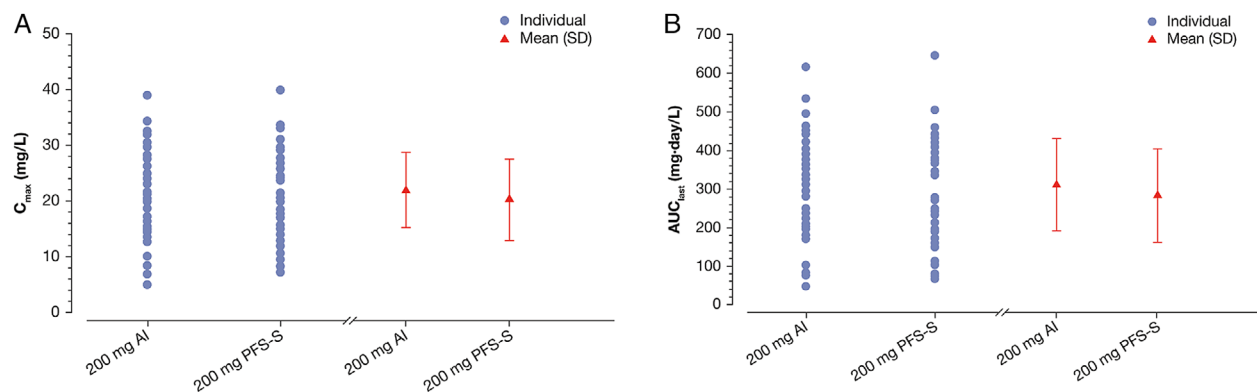 A
Individual
Mean (SD)
50
40
30
20
10
0
C_max (mg/L)
200 mg AI
200 mg PFS-S
200 mg AI
200 mg PFS-S
B
Individual
Mean (SD)
700
600
500
400
300
200
100
0
AUC_last (mg·day/L)
200 mg AI
200 mg PFS-S
200 mg AI
200 mg PFS-S